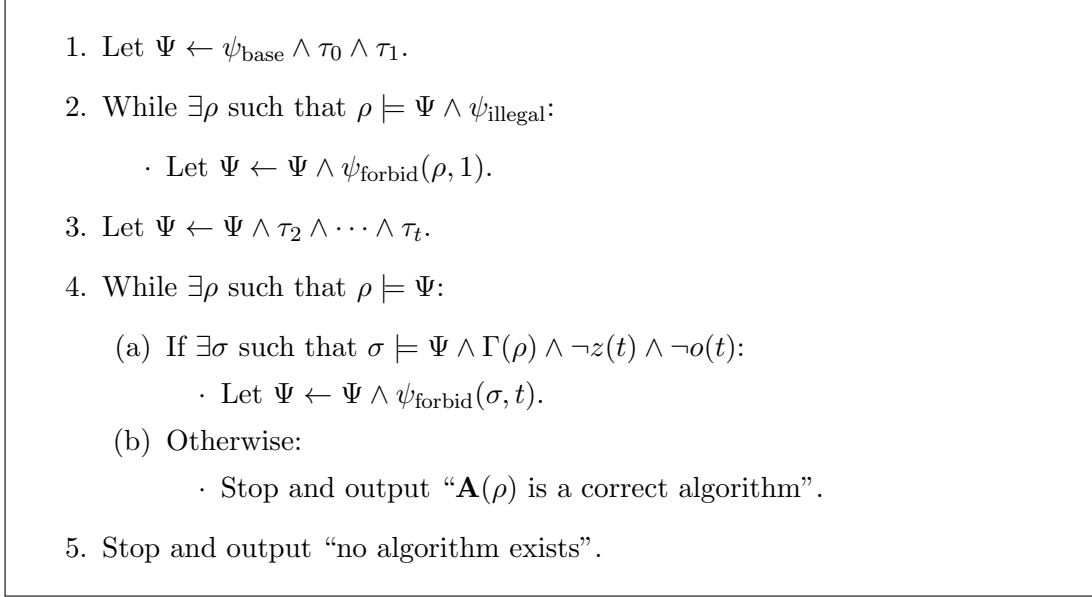 1. Let Ψ ← ψ_base ∧ τ_0 ∧ τ_1.
2. While ∃ρ such that ρ ⊨ Ψ ∧ ψ_illegal:
· Let Ψ ← Ψ ∧ ψ_forbid(ρ, 1).
3. Let Ψ ← Ψ ∧ τ_2 ∧ ⋯ ∧ τ_t.
4. While ∃ρ such that ρ ⊨ Ψ:
(a) If ∃σ such that σ ⊨ Ψ ∧ Γ(ρ) ∧ ¬z(t) ∧ ¬o(t):
· Let Ψ ← Ψ ∧ ψ_forbid(σ, t).
(b) Otherwise:
· Stop and output “A(ρ) is a correct algorithm”.
5. Stop and output “no algorithm exists”.